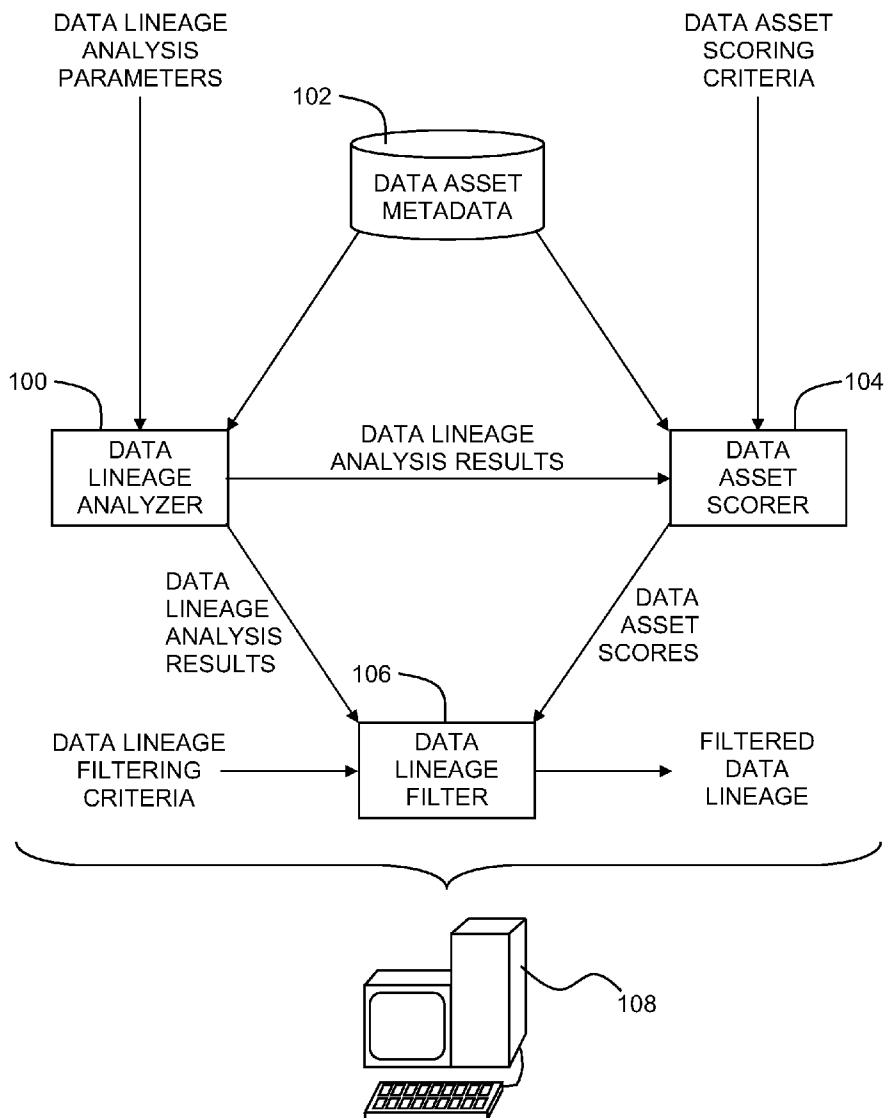 DATA LINEAGE
ANALYSIS
PARAMETERS
DATA ASSET
SCORING
CRITERIA
102
DATA ASSET
METADATA
100
104
DATA
LINEAGE
ANALYZER
DATA LINEAGE
ANALYSIS RESULTS
DATA
ASSET
SCORER
DATA
LINEAGE
ANALYSIS
RESULTS
DATA
ASSET
SCORES
106
DATA LINEAGE
FILTERING
CRITERIA
DATA
LINEAGE
FILTER
FILTERED
DATA
LINEAGE
108